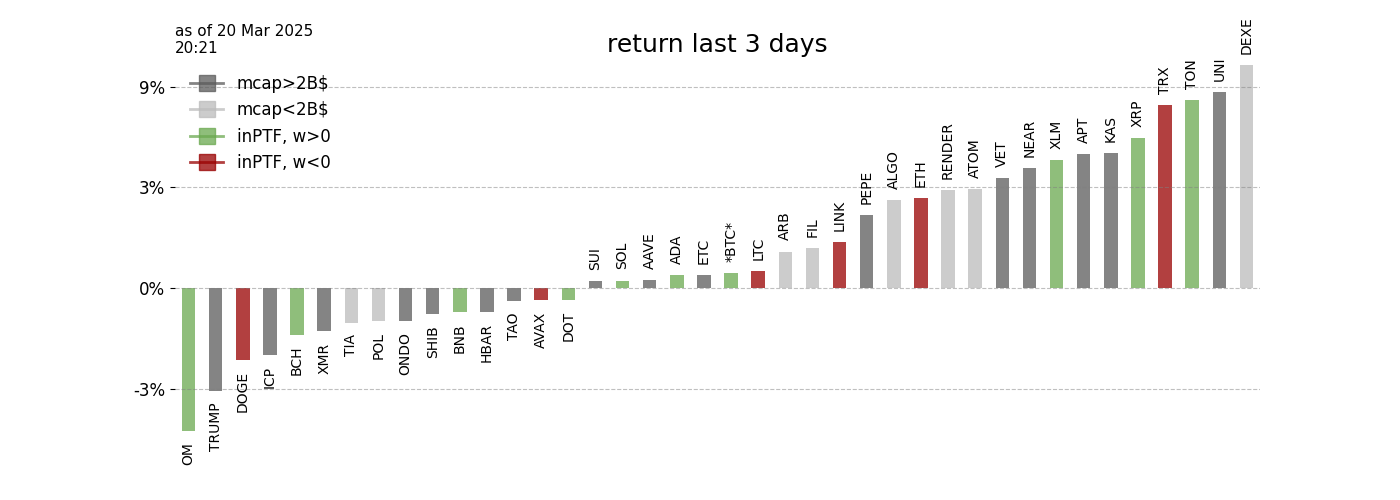 as of 20 Mar 2025
20:21
return last 3 days
mcap>2B$
mcap<2B$
inPTF, w>0
inPTF, w<0
9%
3%
0%
-3%
OM
TRUMP
DOGE
ICP
BCH
XMR
TIA
POL
ONDO
SHIB
BNB
HBAR
TAO
AVAX
DOT
SUI
SOL
AAVE
ADA
ETC
*BTC*
LTC
ARB
FIL
LINK
PEPE
ALGO
ETH
RENDER
ATOM
VET
NEAR
XLM
APT
KAS
XRP
TRX
TON
UNI
DEXE